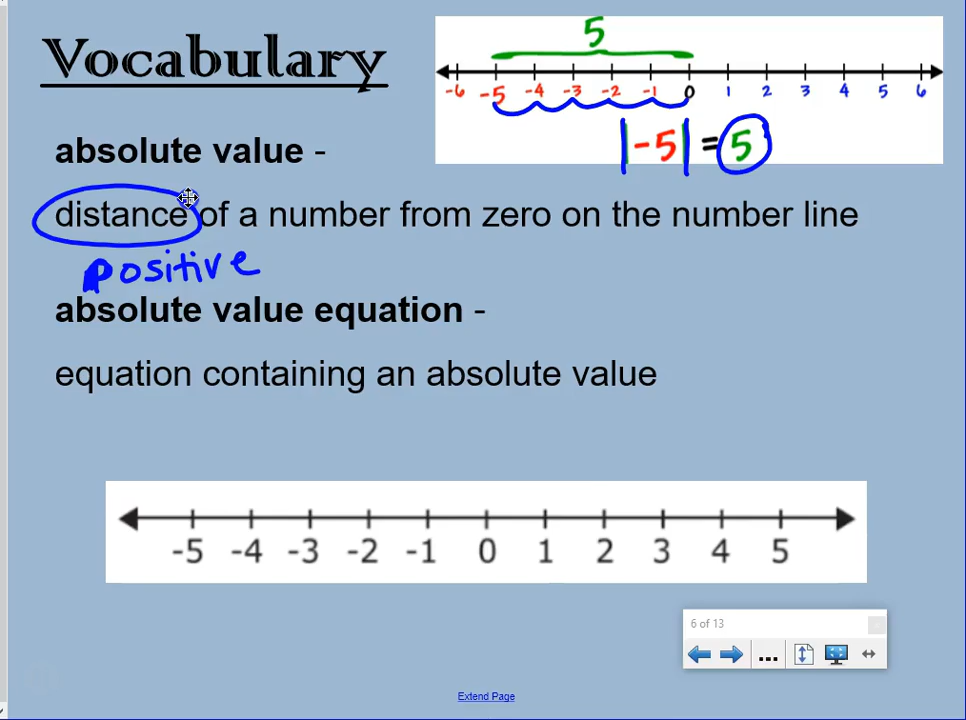 Vocabulary
5
-6 -5 -4 -3 -2 -1 0 1 2 3 4 5 6
|-5| = 5
absolute value -
distance of a number from zero on the number line
positive
absolute value equation -
equation containing an absolute value
-5 -4 -3 -2 -1 0 1 2 3 4 5
6 of 13
...
Extend Page